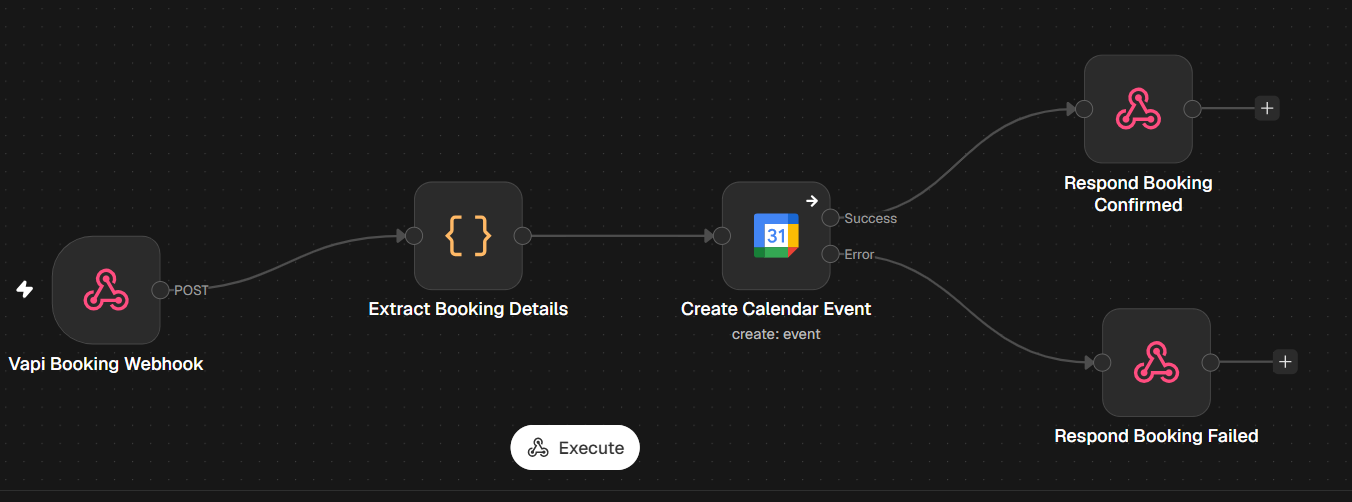 Respond Booking
Confirmed
31
Success
Error
POST
Extract Booking Details
Create Calendar Event
create: event
Vapi Booking Webhook
Respond Booking Failed
Execute